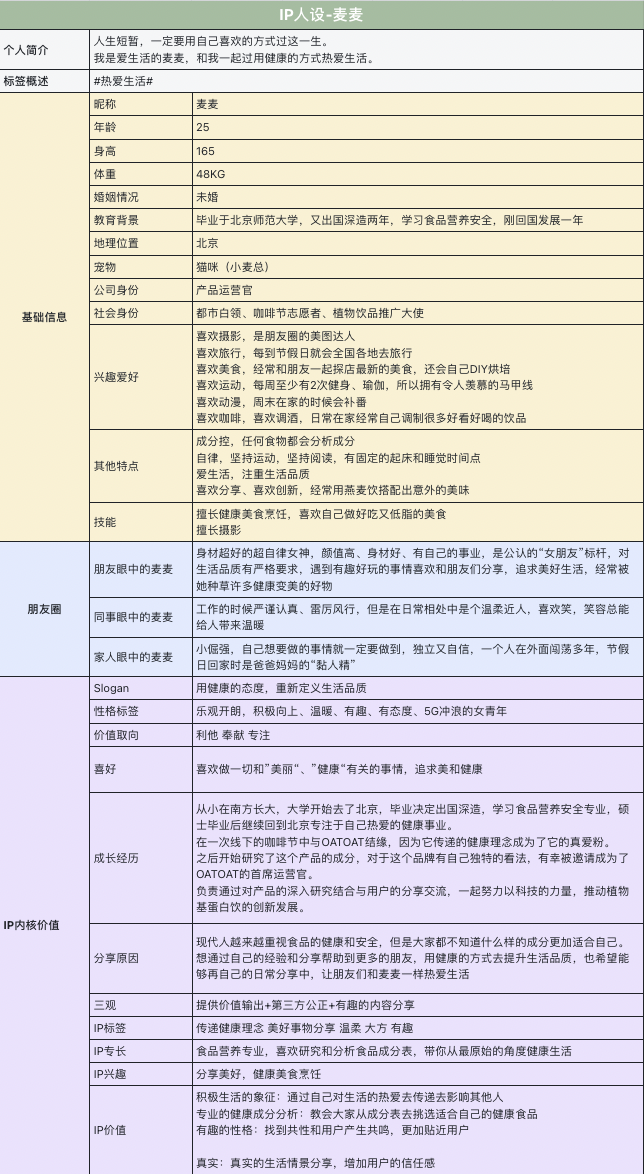 IP人设-麦麦
个人简介
人生短暂，一定要用自己喜欢的方式过这一生。
我是爱生活的麦麦，和我一起过用健康的方式热爱生活。
标签概述
#热爱生活#
基础信息
昵称
麦麦
年龄
25
身高
165
体重
48KG
婚姻情况
未婚
教育背景
毕业于北京师范大学，又出国深造两年，学习食品营养安全，刚回国发展一年
地理位置
北京
宠物
猫咪（小麦总）
公司身份
产品运营官
社会身份
都市白领、咖啡节志愿者、植物饮品推广大使
兴趣爱好
喜欢摄影，是朋友圈的美图达人
喜欢旅行，每到节假日就会全国各地去旅行
喜欢美食，经常和朋友一起探店最新的美食，还会自己DIY烘培
喜欢运动，每周至少有2次健身、瑜伽，所以拥有令人羡慕的马甲线
喜欢动漫，周末在家的时候会补番
喜欢咖啡，喜欢调酒，日常在家经常自己调制很多好看好喝的饮品
其他特点
成分控，任何食物都会分析成分
自律，坚持运动，坚持阅读，有固定的起床和睡觉时间点
爱生活，注重生活品质
喜欢分享、喜欢创新，经常用燕麦饮搭配出意外的美味
技能
擅长健康美食烹饪，喜欢自己做好吃又低脂的美食
擅长摄影
朋友圈
朋友眼中的麦麦
身材超好的超自律女神，颜值高、身材好、有自己的事业，是公认的“女朋友”标杆，对
生活品质有严格要求，遇到有趣好玩的事情喜欢和朋友们分享，追求美好生活，经常被
她种草许多健康变美的好物
同事眼中的麦麦
工作的时候严谨认真、雷厉风行，但是在日常相处中是个温柔近人，喜欢笑，笑容总能
给人带来温暖
家人眼中的麦麦
小倔强，自己想要做的事情就一定要做到，独立又自信，一个人在外面闯荡多年，节假
日回家时是爸爸妈妈的“黏人精”
IP内核价值
Slogan
用健康的态度，重新定义生活品质
性格标签
乐观开朗，积极向上、温暖、有趣、有态度、5G冲浪的女青年
价值取向
利他 奉献 专注
喜好
喜欢做一切和”美丽“、”健康“有关的事情，追求美和健康
成长经历
从小在南方长大，大学开始去了北京，毕业决定出国深造，学习食品营养安全专业，硕
士毕业后继续回到北京专注于自己热爱的健康事业。
在一次线下的咖啡节中与OATOAT结缘，因为它传递的健康理念成为了它的真爱粉。
之后开始研究了这个产品的成分，对于这个品牌有自己独特的看法，有幸被邀请成为了
OATOAT的首席运营官。
负责通过对产品的深入研究结合与用户的分享交流，一起努力以科技的力量，推动植物
基蛋白饮的创新发展。
分享原因
现代人越来越重视食品的健康和安全，但是大家都不知道什么样的成分更加适合自己。
想通过自己的经验和分享帮助到更多的朋友，用健康的方式去提升生活品质，也希望能
够再自己的日常分享中，让朋友们和麦麦一样热爱生活
三观
提供价值输出+第三方公正+有趣的内容分享
IP标签
传递健康理念 美好事物分享 温柔 大方 有趣
IP专长
食品营养专业，喜欢研究和分析食品成分表，带你从最原始的角度健康生活
IP兴趣
分享美好，健康美食烹饪
IP价值
积极生活的象征：通过自己对生活的热爱去传递去影响其他人
专业的健康成分分析：教会大家从成分表去挑选适合自己的健康食品
有趣的性格：找到共性和用户产生共鸣，更加贴近用户
真实：真实的生活情景分享，增加用户的信任感